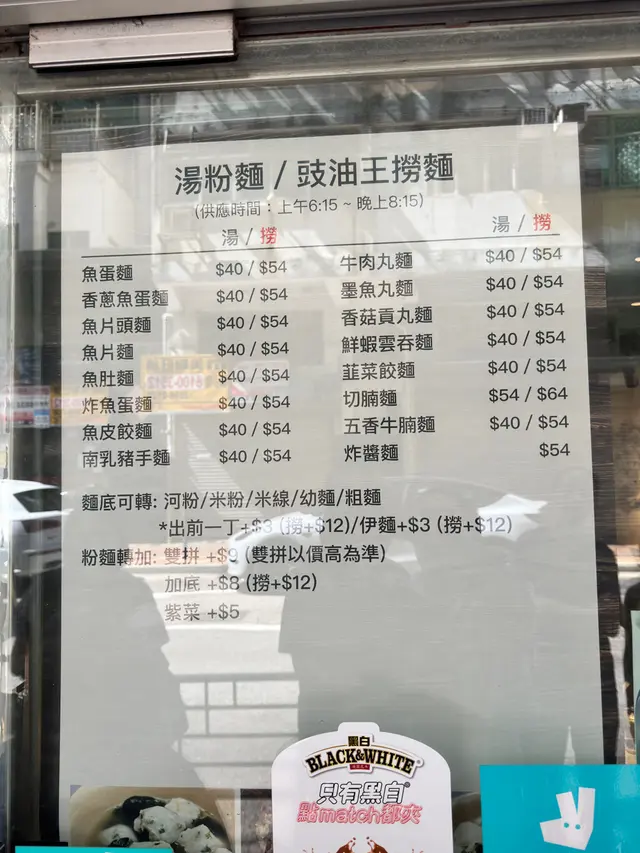 湯粉麵 / 豉油王撈麵
(供應時間：上午6:15 ~ 晚上8:15)
湯 / 撈
魚蛋麵 $40 / $54
香蔥魚蛋麵 $40 / $54
魚片頭麵 $40 / $54
魚片麵 $40 / $54
魚肚麵 $40 / $54
炸魚蛋麵 $40 / $54
魚皮餃麵 $40 / $54
南乳豬手麵 $40 / $54
湯 / 撈
牛肉丸麵 $40 / $54
墨魚丸麵 $40 / $54
香菇貢丸麵 $40 / $54
鮮蝦雲吞麵 $40 / $54
韮菜餃麵 $40 / $54
切腩麵 $54 / $64
五香牛腩麵 $40 / $54
炸醬麵 $54
麵底可轉: 河粉/米粉/米線/幼麵/粗麵
*出前一丁+$3 (撈+$12)/伊麵+$3 (撈+$12)
粉麵轉加: 雙拼 +$9 (雙拼以價高為準)
加底 +$8 (撈+$12)
紫菜 +$5
黑白
BLACK&WHITE
只有黑白
點match都夾